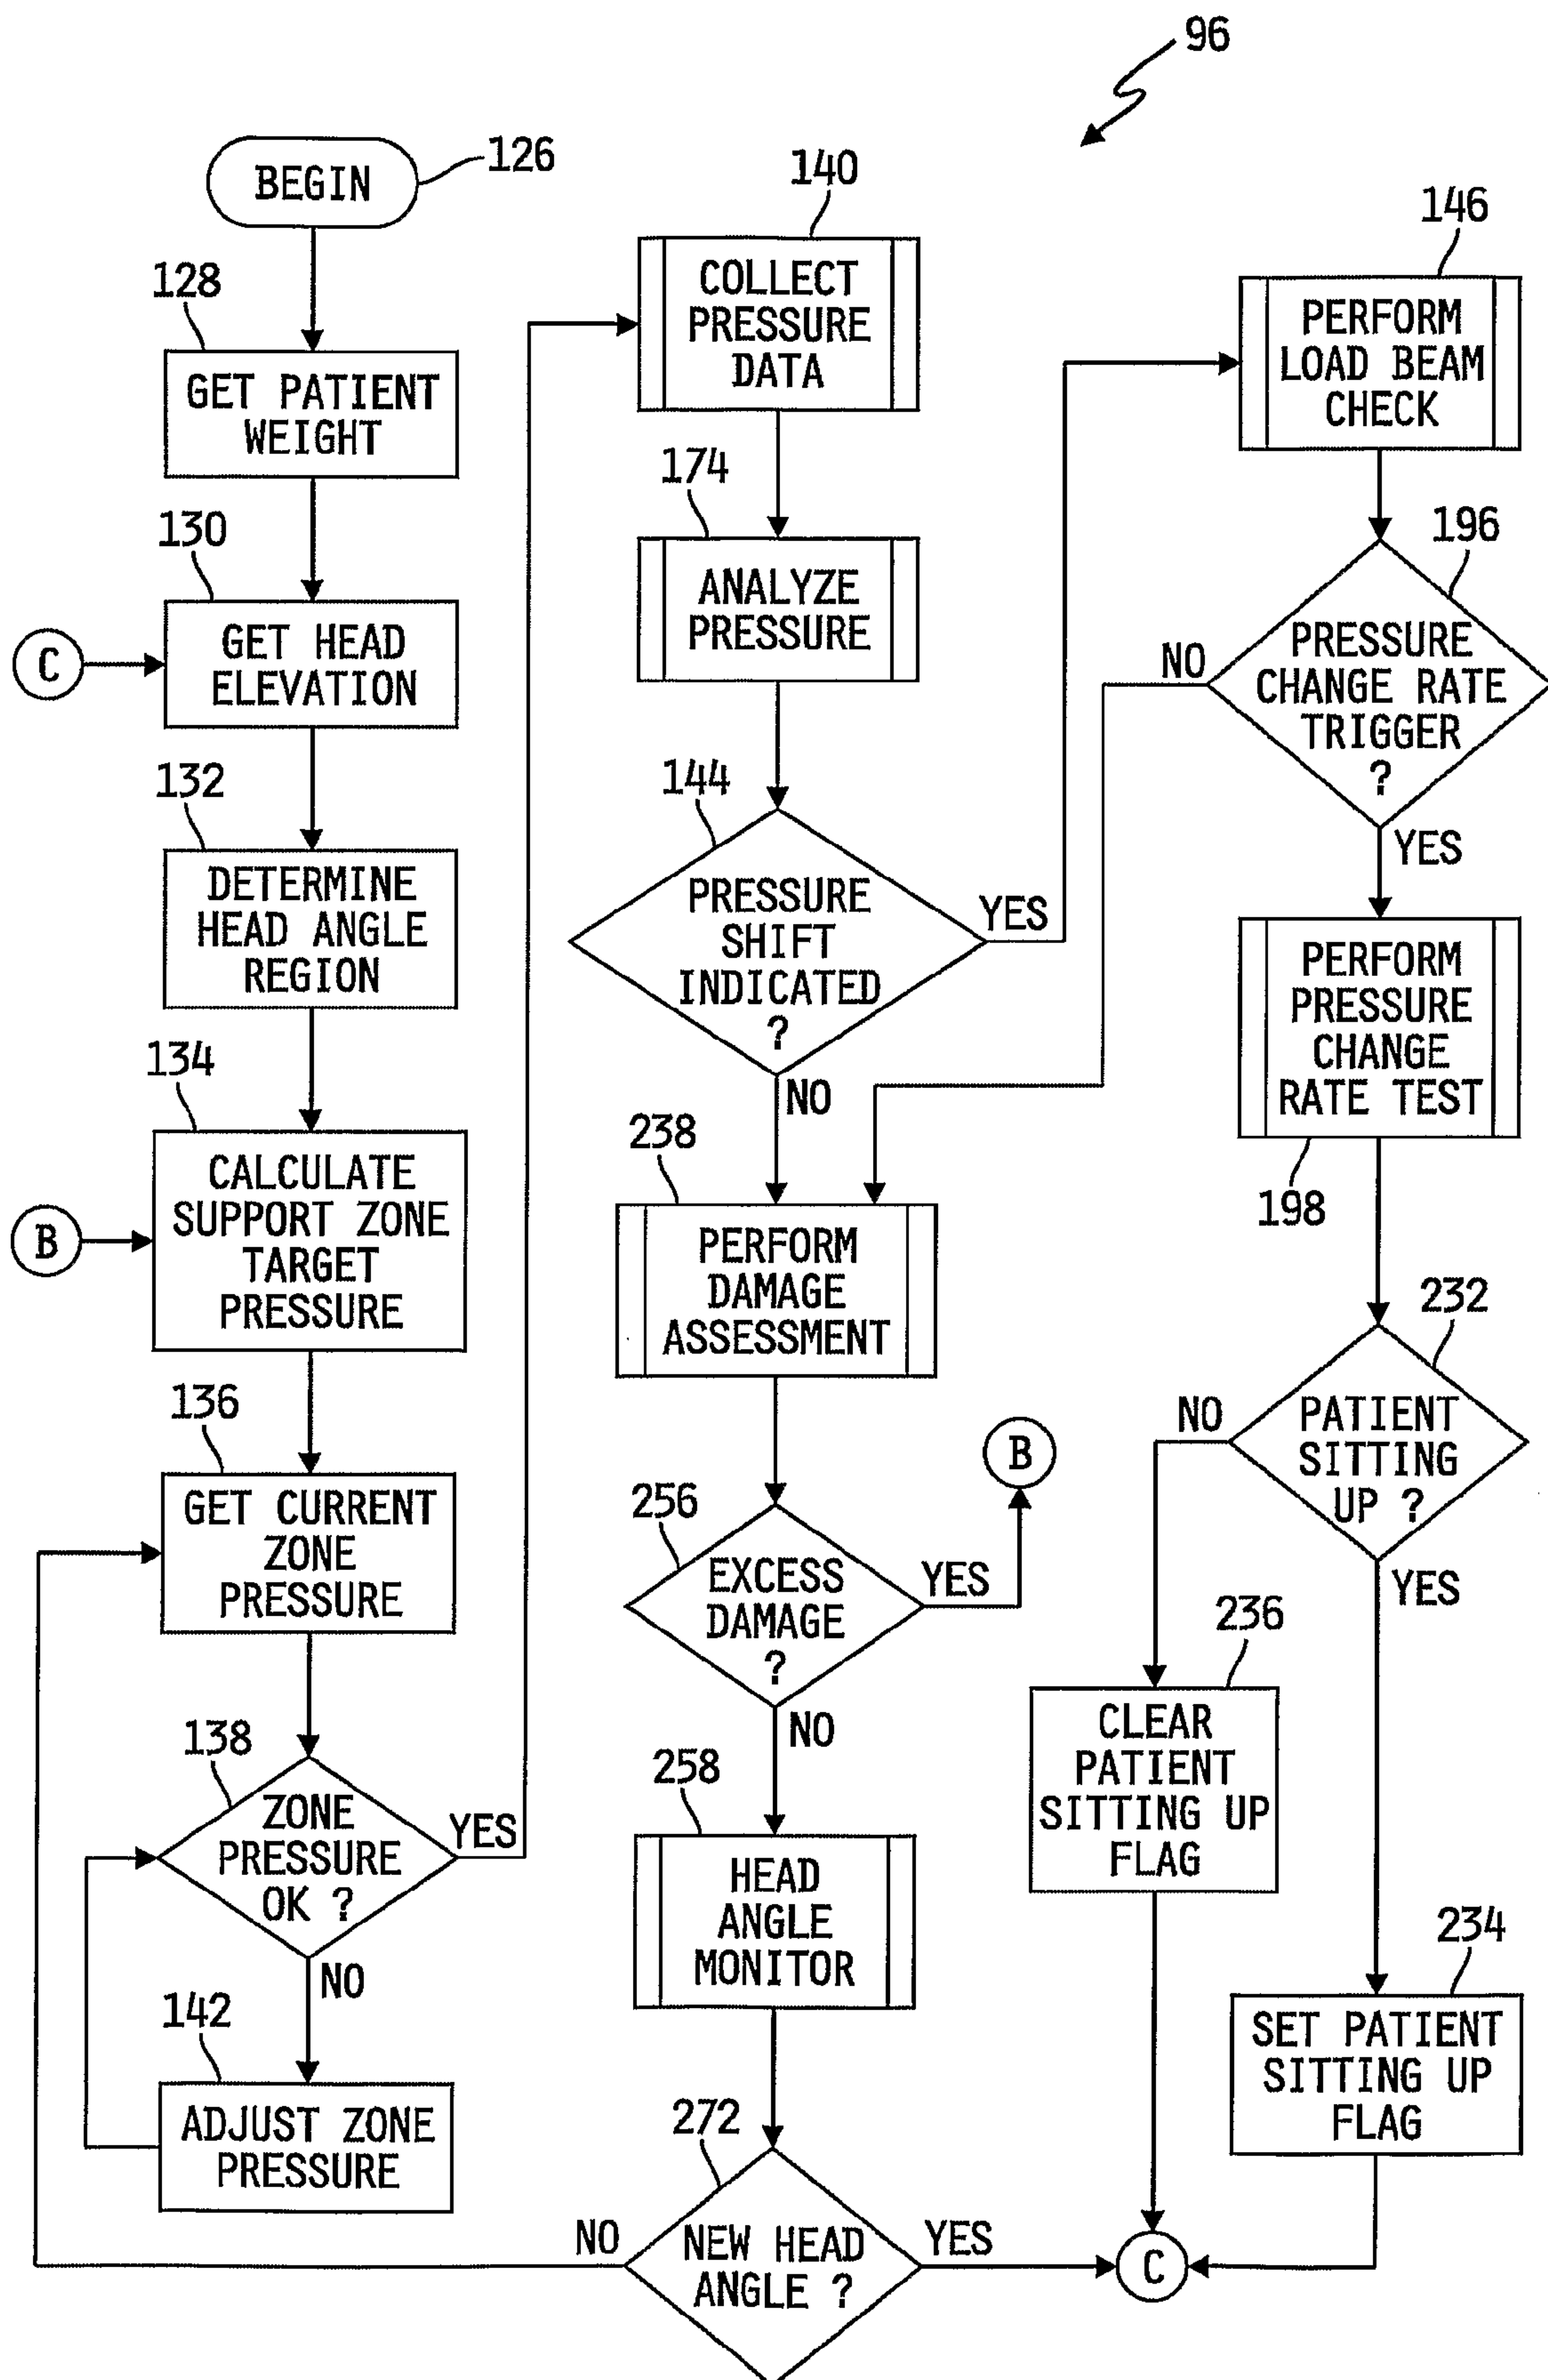 96
BEGIN
126
128
GET PATIENT
WEIGHT
130
C
GET HEAD
ELEVATION
132
DETERMINE
HEAD ANGLE
REGION
134
B
CALCULATE
SUPPORT ZONE
TARGET
PRESSURE
136
GET CURRENT
ZONE
PRESSURE
138
ZONE
PRESSURE
OK ?
YES
NO
142
ADJUST ZONE
PRESSURE
140
COLLECT
PRESSURE
DATA
174
ANALYZE
PRESSURE
144
PRESSURE
SHIFT
INDICATED
?
YES
NO
238
PERFORM
DAMAGE
ASSESSMENT
256
EXCESS
DAMAGE
?
YES
B
NO
258
HEAD
ANGLE
MONITOR
272
NEW HEAD
ANGLE ?
NO
YES
C
146
PERFORM
LOAD BEAM
CHECK
196
PRESSURE
CHANGE RATE
TRIGGER
?
NO
YES
PERFORM
PRESSURE
CHANGE
RATE TEST
198
232
PATIENT
SITTING
UP ?
NO
YES
236
CLEAR
PATIENT
SITTING UP
FLAG
234
SET PATIENT
SITTING UP
FLAG